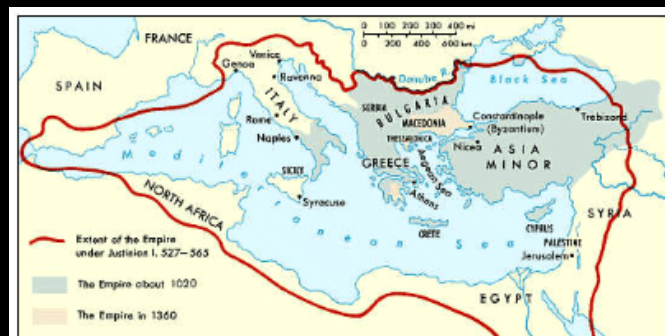 0 100 200 300 400 mi
0 200 400 600 km
FRANCE
SPAIN
Venice
Genoa
Ravenna
ITALY
Rome
Naples
SICILY
Syracuse
NORTH AFRICA
Mediterranean Sea
Danube R.
Black Sea
SERBIA
BULGARIA
MACEDONIA
THESSALONICA
GREECE
Aegean Sea
Athens
CRETE
Constantinople
(Byzantium)
Nicea
ASIA
MINOR
Trebizond
CYPRUS
SYRIA
PALESTINE
Jerusalem
EGYPT
Extent of the Empire
under Justinian I, 527–565
The Empire about 1020
The Empire in 1360